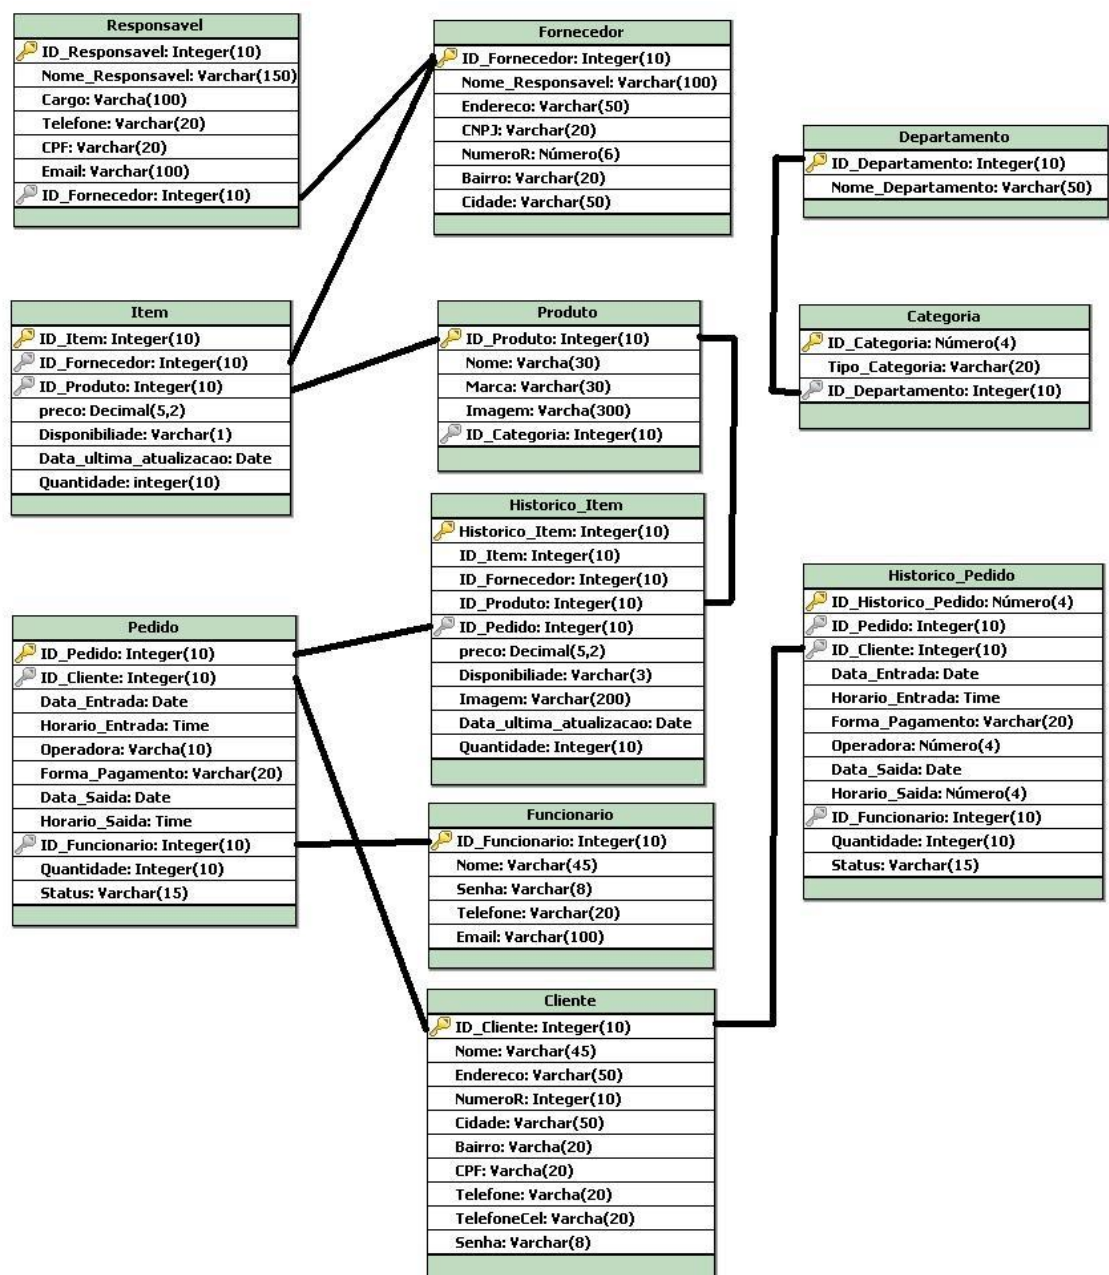 Responsavel
ID_Responsavel: Integer(10)
Nome_Responsavel: Varchar(150)
Cargo: Varcha(100)
Telefone: Varchar(20)
CPF: Varchar(20)
Email: Varchar(100)
ID_Fornecedor: Integer(10)
Fornecedor
ID_Fornecedor: Integer(10)
Nome_Responsavel: Varchar(100)
Endereco: Varchar(50)
CNPJ: Varchar(20)
NumeroR: Número(6)
Bairro: Varchar(20)
Cidade: Varchar(50)
Departamento
ID_Departamento: Integer(10)
Nome_Departamento: Varchar(50)
Item
ID_Item: Integer(10)
ID_Fornecedor: Integer(10)
ID_Produto: Integer(10)
preco: Decimal(5,2)
Disponibiliade: Varchar(1)
Data_ultima_atualizacao: Date
Quantidade: integer(10)
Produto
ID_Produto: Integer(10)
Nome: Varcha(30)
Marca: Varchar(30)
Imagem: Varcha(300)
ID_Categoria: Integer(10)
Categoria
ID_Categoria: Número(4)
Tipo_Categoria: Varchar(20)
ID_Departamento: Integer(10)
Historico_Item
Historico_Item: Integer(10)
ID_Item: Integer(10)
ID_Fornecedor: Integer(10)
ID_Produto: Integer(10)
ID_Pedido: Integer(10)
preco: Decimal(5,2)
Disponibiliade: Varchar(3)
Imagem: Varchar(200)
Data_ultima_atualizacao: Date
Quantidade: Integer(10)
Historico_Pedido
ID_Historico_Pedido: Número(4)
ID_Pedido: Integer(10)
ID_Cliente: Integer(10)
Data_Entrada: Date
Horario_Entrada: Time
Forma_Pagamento: Varchar(20)
Operadora: Número(4)
Data_Saida: Date
Horario_Saida: Número(4)
ID_Funcionario: Integer(10)
Quantidade: Integer(10)
Status: Varchar(15)
Pedido
ID_Pedido: Integer(10)
ID_Cliente: Integer(10)
Data_Entrada: Date
Horario_Entrada: Time
Operadora: Varcha(10)
Forma_Pagamento: Varchar(20)
Data_Saida: Date
Horario_Saida: Time
ID_Funcionario: Integer(10)
Quantidade: Integer(10)
Status: Varchar(15)
Funcionario
ID_Funcionario: Integer(10)
Nome: Varchar(45)
Senha: Varchar(8)
Telefone: Varchar(20)
Email: Varchar(100)
Cliente
ID_Cliente: Integer(10)
Nome: Varchar(45)
Endereco: Varchar(50)
NumeroR: Integer(10)
Cidade: Varchar(50)
Bairro: Varcha(20)
CPF: Varcha(20)
Telefone: Varcha(20)
TelefoneCel: Varcha(20)
Senha: Varchar(8)